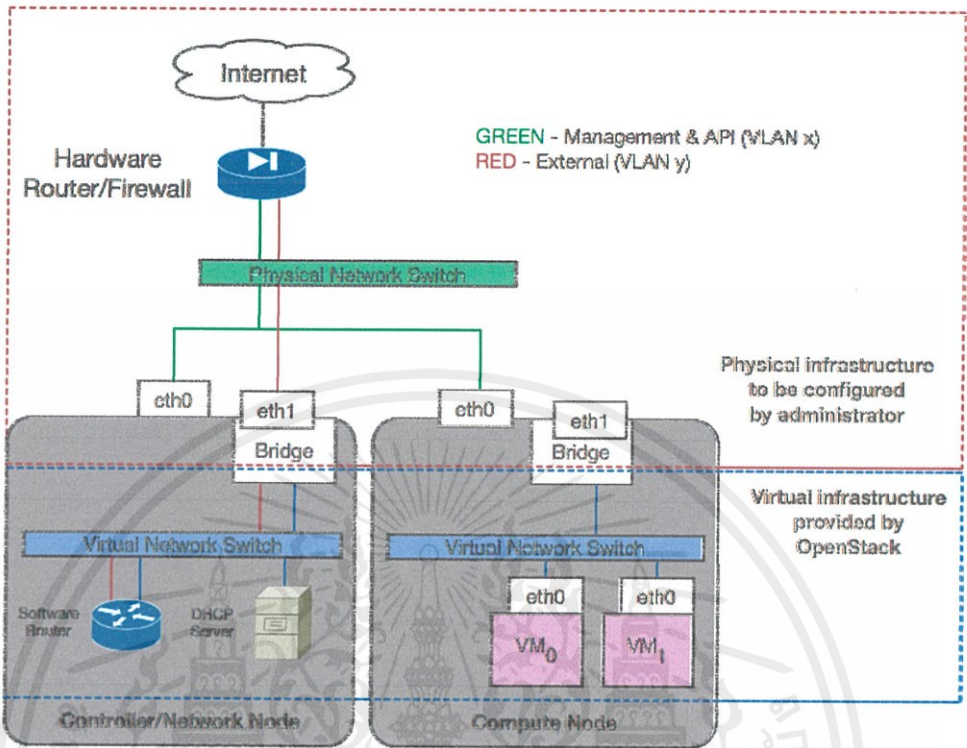 Internet
Hardware
Router/Firewall
GREEN - Management & API (VLAN x)
RED - External (VLAN y)
Physical Network Switch
Physical infrastructure
to be configured
by administrator
eth0
eth1
Bridge
eth0
eth1
Bridge
Virtual infrastructure
provided by
OpenStack
Virtual Network Switch
Virtual Network Switch
Software
Router
DHCP
Server
eth0
eth0
VM0
VM1
Controller/Network Node
Compute Node